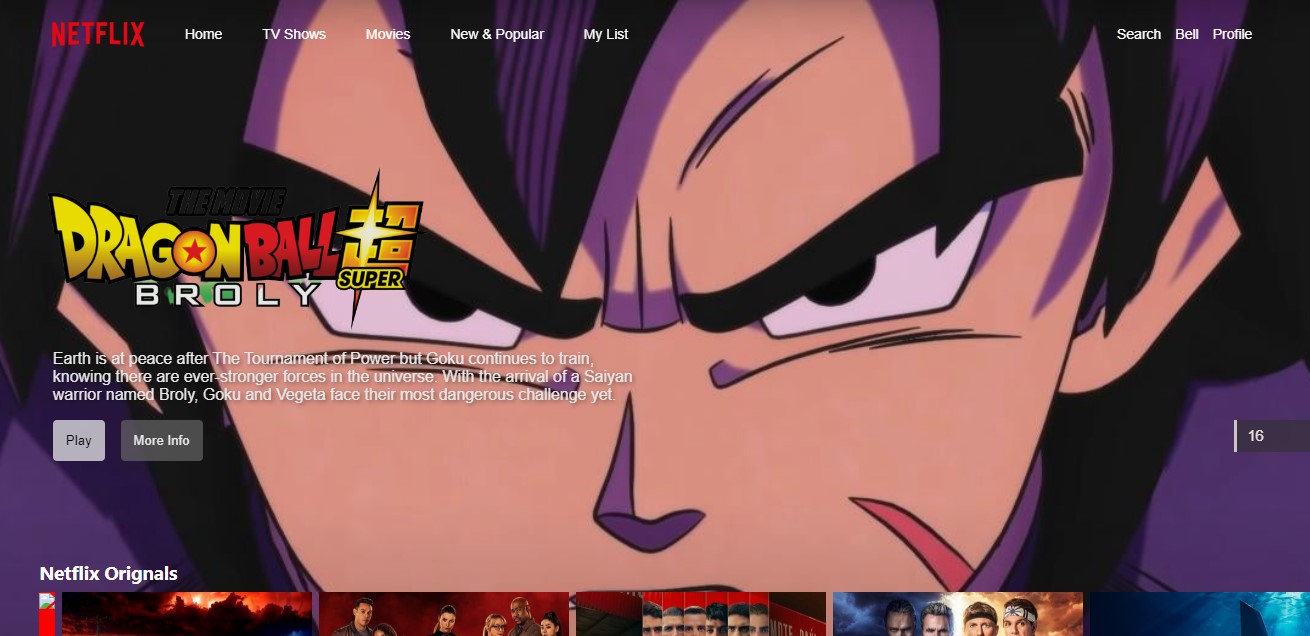 NETFLIX
Home
TV Shows
Movies
New & Popular
My List
Search
Bell
Profile
THE MOVIE
DRAGON BALL 超
SUPER
BROLY
Earth is at peace after The Tournament of Power but Goku continues to train,
knowing there are ever-stronger forces in the universe. With the arrival of a Saiyan
warrior named Broly, Goku and Vegeta face their most dangerous challenge yet.
Play
More Info
16
Netflix Orignals